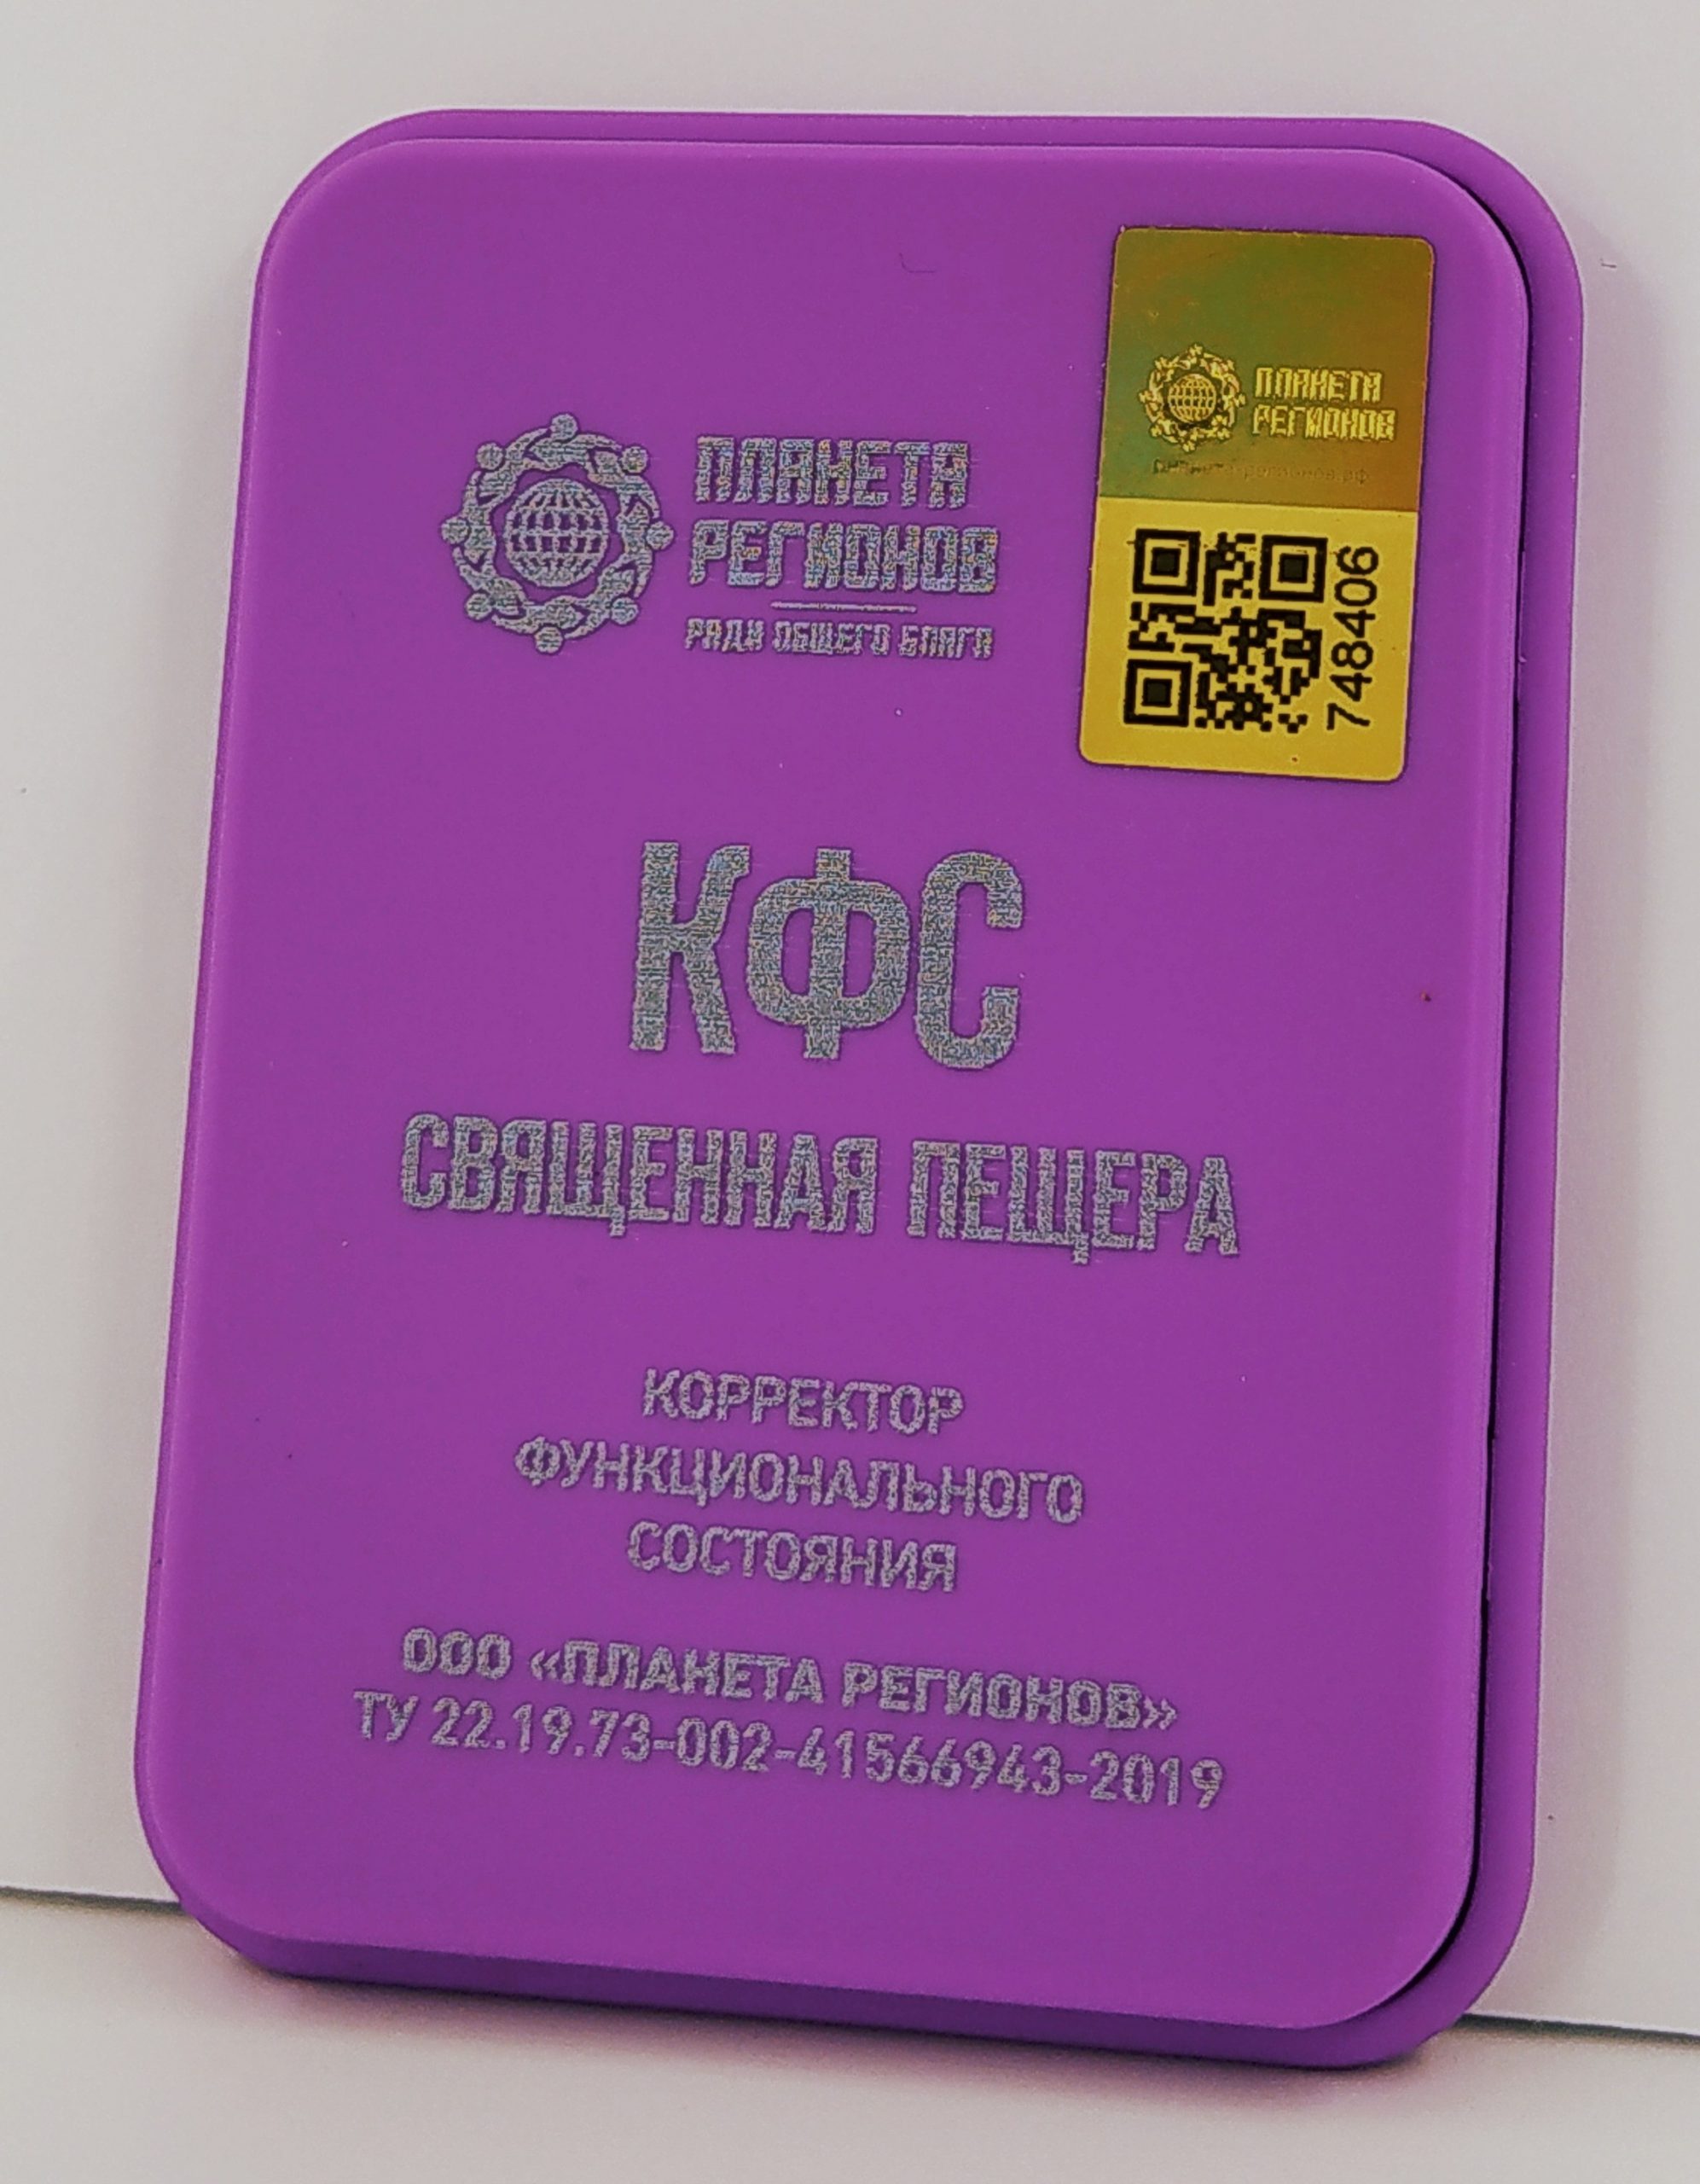 ПЛАНЕТА
РЕГИОНОВ
РАДИ ОБЩЕГО БЛАГА
ПЛАНЕТА
РЕГИОНОВ
748406
КФС
СВЯЩЕННАЯ ПЕЩЕРА
КОРРЕКТОР
ФУНКЦИОНАЛЬНОГО
СОСТОЯНИЯ
ООО «ПЛАНЕТА РЕГИОНОВ»
ТУ 22.19.73-002-41566943-2019